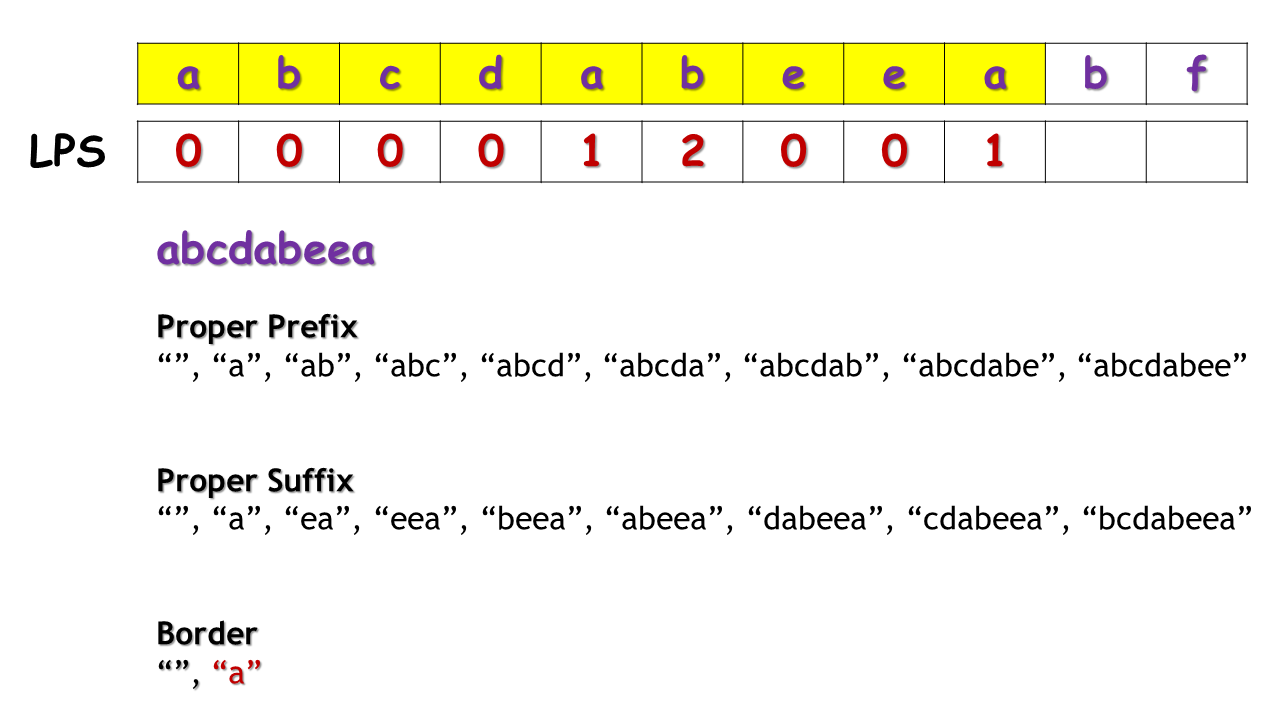 a b c d a b e e a b f
LPS 0 0 0 0 1 2 0 0 1
abcdabeea
Proper Prefix
“”, “a”, “ab”, “abc”, “abcd”, “abcda”, “abcdab”, “abcdabe”, “abcdabee”
Proper Suffix
“”, “a”, “ea”, “eea”, “beea”, “abeea”, “dabeea”, “cdabeea”, “bcdabeea”
Border
“”, “a”